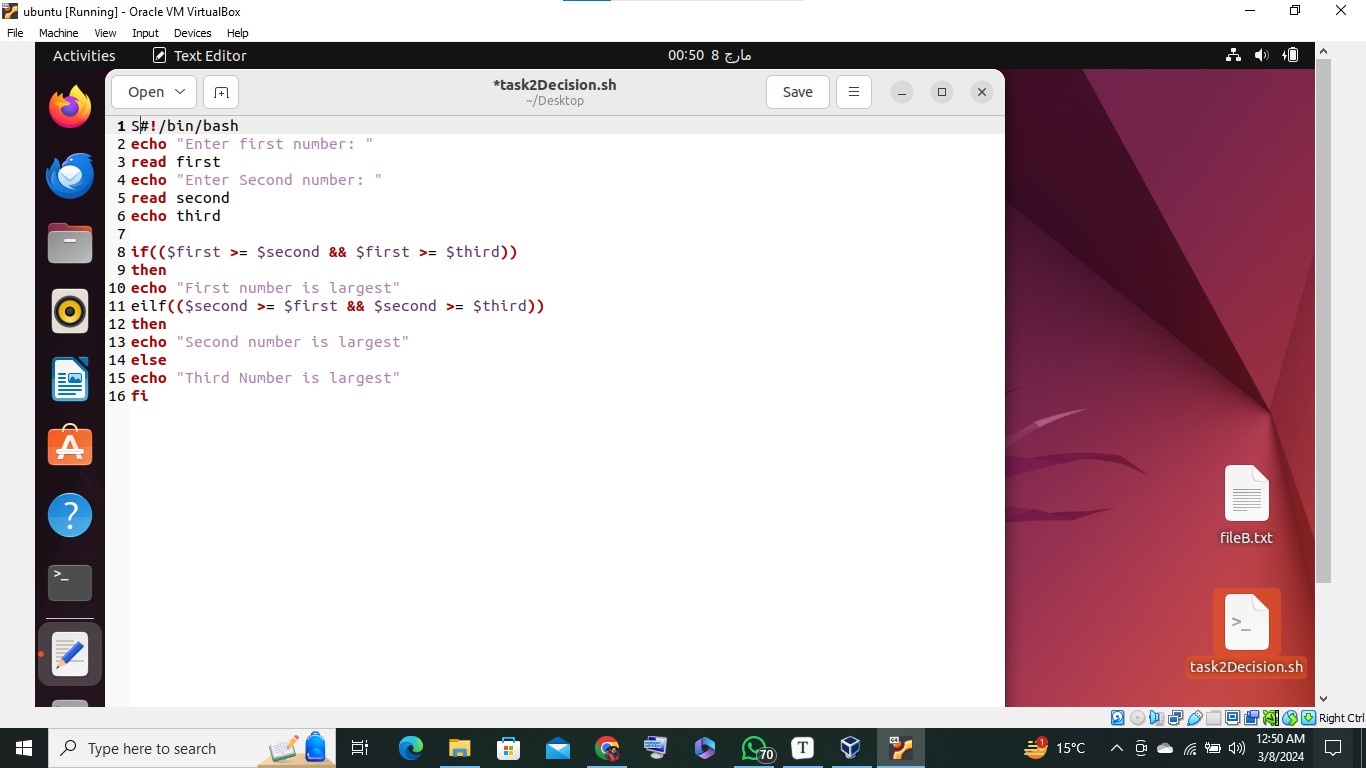 ubuntu [Running] - Oracle VM VirtualBox
File Machine View Input Devices Help
Activities Text Editor 00:50 8 مارچ
Open *task2Decision.sh Save
~/Desktop
1 S#!/bin/bash
2 echo "Enter first number: "
3 read first
4 echo "Enter Second number: "
5 read second
6 echo third
7
8 if(($first >= $second && $first >= $third))
9 then
10 echo "First number is largest"
11 eilf(($second >= $first && $second >= $third))
12 then
13 echo "Second number is largest"
14 else
15 echo "Third Number is largest"
16 fi
fileB.txt
task2Decision.sh
Right Ctrl
Type here to search 70 T 64 1 15°C 12:50 AM
3/8/2024